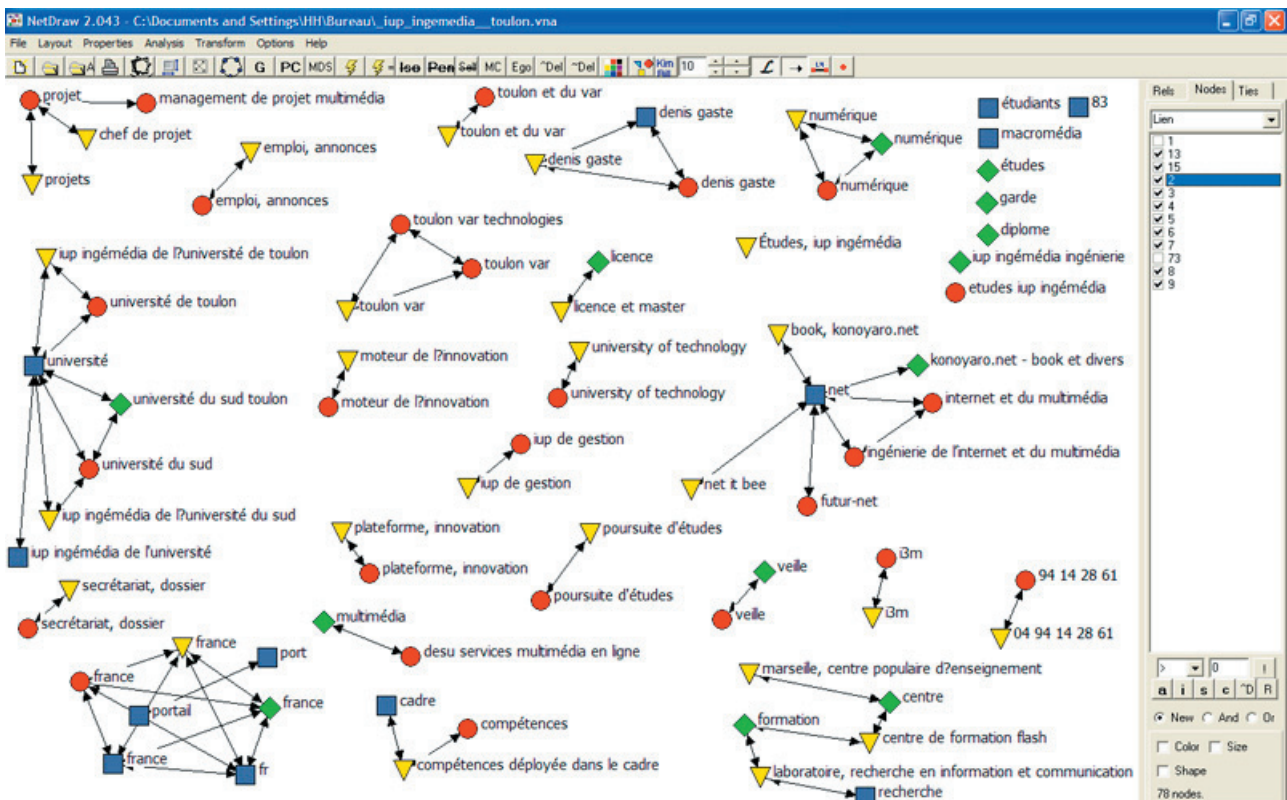 NetDraw 2.043 - C:\Documents and Settings\HH\Bureau\_iup_ingemedia__toulon.vna
File Layout Properties Analysis Transform Options Help
G PC MDS Iso Pen MC Ego ~Del ~Del 10
Rels Nodes Ties
Lien
1
13
15
2
3
4
5
6
7
73
8
9
projet
management de projet multimédia
chef de projet
projets
emploi, annonces
emploi, annonces
toulon et du var
toulon et du var
denis gaste
denis gaste
denis gaste
numérique
numérique
numérique
étudiants
83
macromédia
études
garde
diplome
iup ingémédia ingénierie
etudes iup ingémédia
Études, iup ingémédia
iup ingémédia de l?université de toulon
université de toulon
université
université du sud toulon
université du sud
iup ingémédia de l?université du sud
iup ingémédia de l'université
toulon var technologies
toulon var
toulon var
licence
licence et master
moteur de l?innovation
moteur de l?innovation
university of technology
university of technology
book, konoyaro.net
konoyaro.net - book et divers
net
internet et du multimédia
ingénierie de l'internet et du multimédia
net it bee
futur-net
iup de gestion
iup de gestion
plateforme, innovation
plateforme, innovation
poursuite d'études
poursuite d'études
veille
veille
i3m
i3m
94 14 28 61
04 94 14 28 61
secrétariat, dossier
secrétariat, dossier
multimédia
desu services multimédia en ligne
france
port
france
portail
france
france
fr
cadre
compétences
compétences déployée dans le cadre
marseille, centre populaire d?enseignement
centre
formation
centre de formation flash
laboratoire, recherche en information et communication
recherche
> 0 !
a i s c ~D R
New And Or
Color Size
Shape
78 nodes.